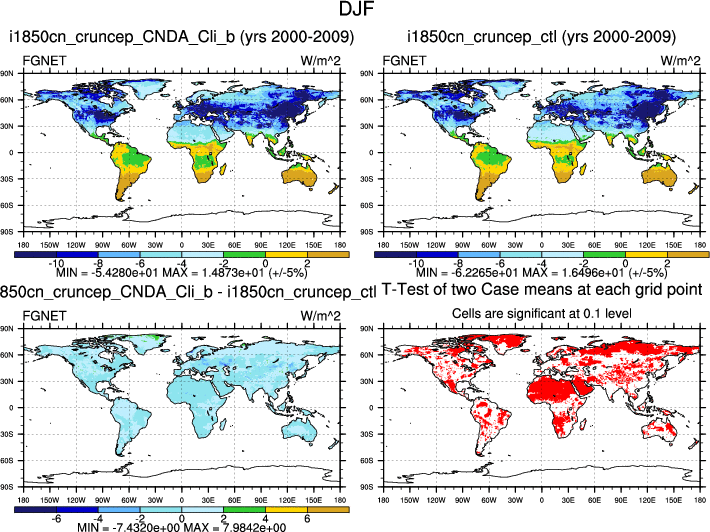 DJF
i1850cn_cruncep_CNDA_Cli_b (yrs 2000-2009)
i1850cn_cruncep_ctl (yrs 2000-2009)
FGNET W/m^2
FGNET W/m^2
90N
60N
30N
0
30S
60S
90S
180 150W 120W 90W 60W 30W 0 30E 60E 90E 120E 150E 180
90N
60N
30N
0
30S
60S
90S
180 150W 120W 90W 60W 30W 0 30E 60E 90E 120E 150E 180
-10 -8 -6 -4 -2 0 2
MIN = -5.4280e+01 MAX = 1.4873e+01 (+/-5%)
-10 -8 -6 -4 -2 0 2
MIN = -6.2265e+01 MAX = 1.6496e+01 (+/-5%)
850cn_cruncep_CNDA_Cli_b - i1850cn_cruncep_ctl
T-Test of two Case means at each grid point
FGNET W/m^2
Cells are significant at 0.1 level
90N
60N
30N
0
30S
60S
90S
180 150W 120W 90W 60W 30W 0 30E 60E 90E 120E 150E 180
90N
60N
30N
0
30S
60S
90S
180 150W 120W 90W 60W 30W 0 30E 60E 90E 120E 150E 180
-6 -4 -2 0 2 4 6
MIN = -7.4320e+00 MAX = 7.9842e+00